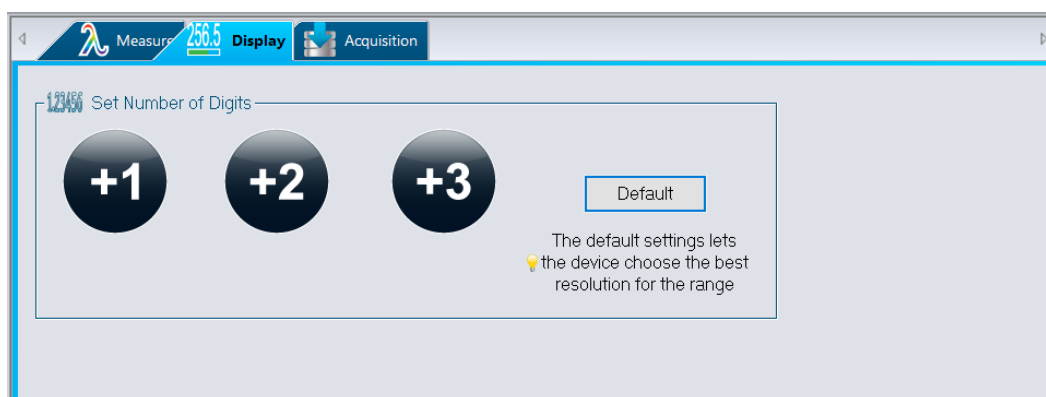 Measure
256.5 Display
Acquisition
1.23456 Set Number of Digits
+1
+2
+3
Default
The default settings lets
the device choose the best
resolution for the range